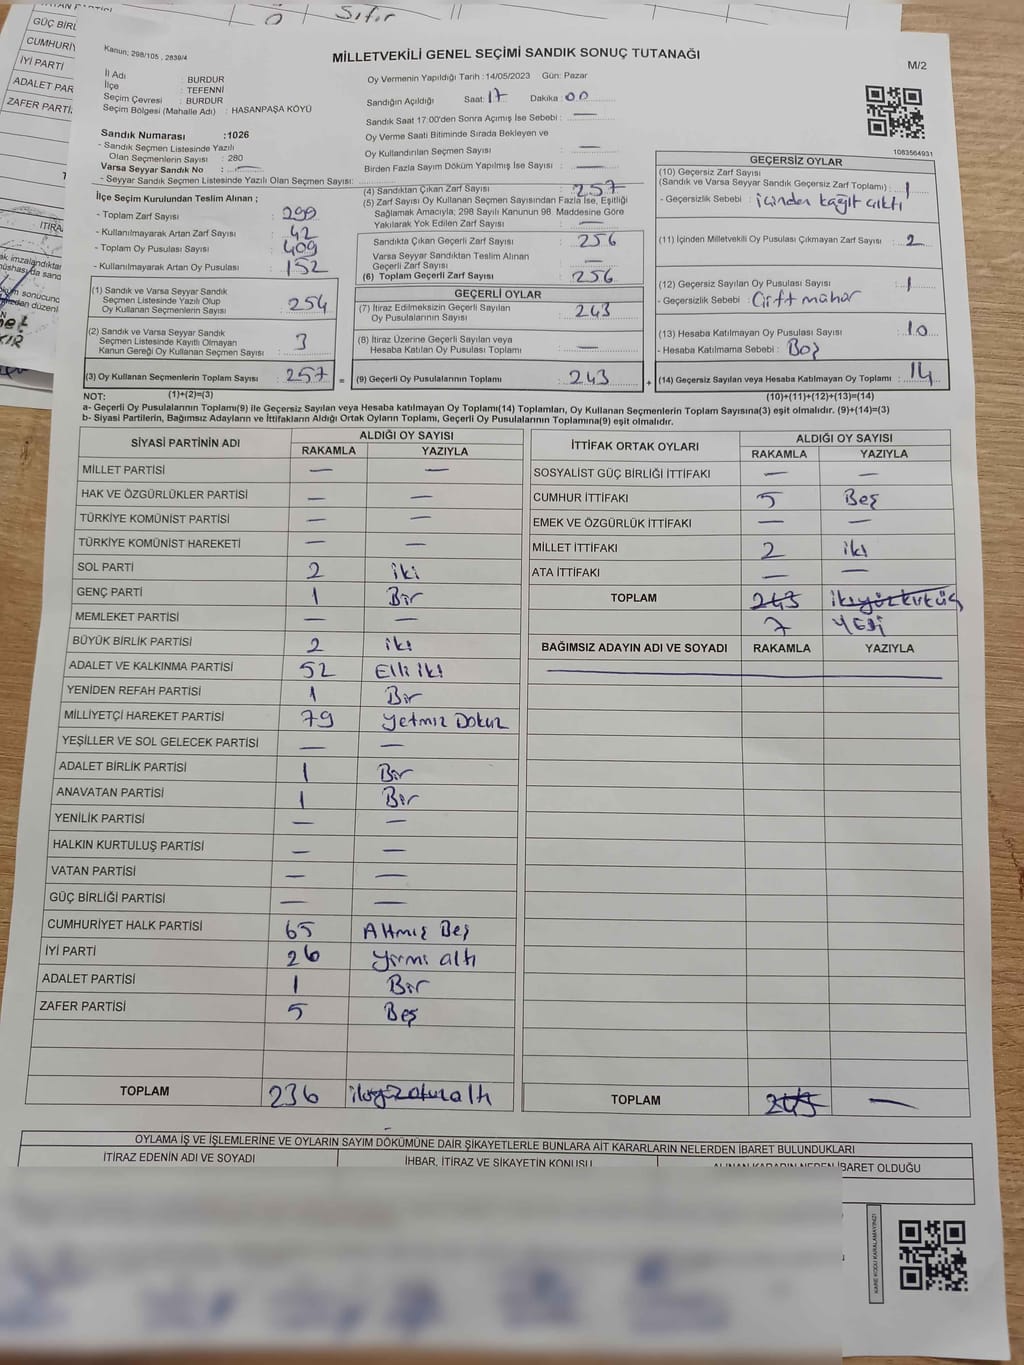 Sıfır
GÜÇ BİRL
CUMHURİY
İYİ PARTİ
ADALET PAR
ZAFER PARTİ
Kanun; 298/105 , 2839/4
MİLLETVEKİLİ GENEL SEÇİMİ SANDIK SONUÇ TUTANAĞI
M/2
İl Adı : BURDUR
İlçe : TEFENNİ
Seçim Çevresi : BURDUR
Seçim Bölgesi (Mahalle Adı) : HASANPAŞA KÖYÜ
Oy Vermenin Yapıldığı Tarih : 14/05/2023 Gün: Pazar
Sandığın Açıldığı Saat: 17 Dakika : 00
Sandık Saat 17:00'den Sonra Açımış İse Sebebi : —
Oy Verme Saati Bitiminde Sırada Bekleyen ve
Oy Kullandırılan Seçmen Sayısı : —
Birden Fazla Sayım Döküm Yapılmış İse Sayısı : —
1083564931
Sandık Numarası :1026
- Sandık Seçmen Listesinde Yazılı
Olan Seçmenlerin Sayısı : 280
Varsa Seyyar Sandık No : —
- Seyyar Sandık Seçmen Listesinde Yazılı Olan Seçmen Sayısı:
İlçe Seçim Kurulundan Teslim Alınan ;
- Toplam Zarf Sayısı : 299
- Kullanılmayarak Artan Zarf Sayısı : 42
- Toplam Oy Pusulası Sayısı : 409
- Kullanılmayarak Artan Oy Pusulası : 152
(1) Sandık ve Varsa Seyyar Sandık
Seçmen Listesinde Yazılı Olup
Oy Kullanan Seçmenlerin Sayısı : 254
(2) Sandık ve Varsa Seyyar Sandık
Seçmen Listesinde Kayıtlı Olmayan
Kanun Gereği Oy Kullanan Seçmen Sayısı : 3
(3) Oy Kullanan Seçmenlerin Toplam Sayısı : 257 =
(4) Sandıktan Çıkan Zarf Sayısı : 257
(5) Zarf Sayısı Oy Kullanan Seçmen Sayısından Fazla İse, Eşitliği
Sağlamak Amacıyla; 298 Sayılı Kanunun 98. Maddesine Göre
Yakılarak Yok Edilen Zarf Sayısı : —
Sandıkta Çıkan Geçerli Zarf Sayısı : 256
Varsa Seyyar Sandıktan Teslim Alınan
Geçerli Zarf Sayısı : —
(6) Toplam Geçerli Zarf Sayısı : 256
GEÇERLİ OYLAR
(7) İtiraz Edilmeksizin Geçerli Sayılan
Oy Pusulalarının Sayısı : 243
(8) İtiraz Üzerine Geçerli Sayılan veya
Hesaba Katılan Oy Pusulası Toplamı : —
(9) Geçerli Oy Pusulalarının Toplamı : 243 +
GEÇERSİZ OYLAR
(10) Geçersiz Zarf Sayısı
(Sandık ve Varsa Seyyar Sandık Geçersiz Zarf Toplamı) : 1
- Geçersizlik Sebebi : içinden kağıt çıktı
(11) İçinden Milletvekili Oy Pusulası Çıkmayan Zarf Sayısı : 2
(12) Geçersiz Sayılan Oy Pusulası Sayısı : 1
- Geçersizlik Sebebi : Çirft mühör
(13) Hesaba Katılmayan Oy Pusulası Sayısı : 10
- Hesaba Katılmama Sebebi : Boş
(14) Geçersiz Sayılan veya Hesaba Katılmayan Oy Toplamı : 14
NOT: (1)+(2)=(3) (10)+(11)+(12)+(13)=(14)
a- Geçerli Oy Pusulalarının Toplamı(9) ile Geçersiz Sayılan veya Hesaba katılmayan Oy Toplamı(14) Toplamları, Oy Kullanan Seçmenlerin Toplam Sayısına(3) eşit olmalıdır. (9)+(14)=(3)
b- Siyasi Partilerin, Bağımsız Adayların ve İttifakların Aldığı Ortak Oyların Toplamı, Geçerli Oy Pusulalarının Toplamına(9) eşit olmalıdır.
SİYASİ PARTİNİN ADI ALDIĞI OY SAYISI
RAKAMLA YAZIYLA
MİLLET PARTİSİ — —
HAK VE ÖZGÜRLÜKLER PARTİSİ — —
TÜRKİYE KOMÜNİST PARTİSİ — —
TÜRKİYE KOMÜNİST HAREKETİ — —
SOL PARTİ 2 iki
GENÇ PARTİ 1 Bir
MEMLEKET PARTİSİ — —
BÜYÜK BİRLİK PARTİSİ 2 iki
ADALET VE KALKINMA PARTİSİ 52 Elli iki
YENİDEN REFAH PARTİSİ 1 Bir
MİLLİYETÇİ HAREKET PARTİSİ 79 Yetmiz Dokuz
YEŞİLLER VE SOL GELECEK PARTİSİ — —
ADALET BİRLİK PARTİSİ 1 Bir
ANAVATAN PARTİSİ 1 Bir
YENİLİK PARTİSİ — —
HALKIN KURTULUŞ PARTİSİ — —
VATAN PARTİSİ — —
GÜÇ BİRLİĞİ PARTİSİ — —
CUMHURİYET HALK PARTİSİ 65 Altmış Beş
İYİ PARTİ 26 yirmi altı
ADALET PARTİSİ 1 Bir
ZAFER PARTİSİ 5 Beş
TOPLAM 236 ikiyüzotuzaltı
İTTİFAK ORTAK OYLARI ALDIĞI OY SAYISI
RAKAMLA YAZIYLA
SOSYALİST GÜÇ BİRLİĞİ İTTİFAKI — —
CUMHUR İTTİFAKI 5 Beş
EMEK VE ÖZGÜRLÜK İTTİFAKI — —
MİLLET İTTİFAKI 2 iki
ATA İTTİFAKI — —
TOPLAM 243 ikiyüzkırküç
7 YEDİ
BAĞIMSIZ ADAYIN ADI VE SOYADI RAKAMLA YAZIYLA
TOPLAM 243 —
OYLAMA İŞ VE İŞLEMLERİNE VE OYLARIN SAYIM DÖKÜMÜNE DAİR ŞİKAYETLERLE BUNLARA AİT KARARLARIN NELERDEN İBARET BULUNDUKLARI
İTİRAZ EDENİN ADI VE SOYADI İHBAR, İTİRAZ VE ŞİKAYETİN KONUSU ALINAN KARARIN NEDEN İBARET OLDUĞU
KARE KODU KARALAMAYINIZ!